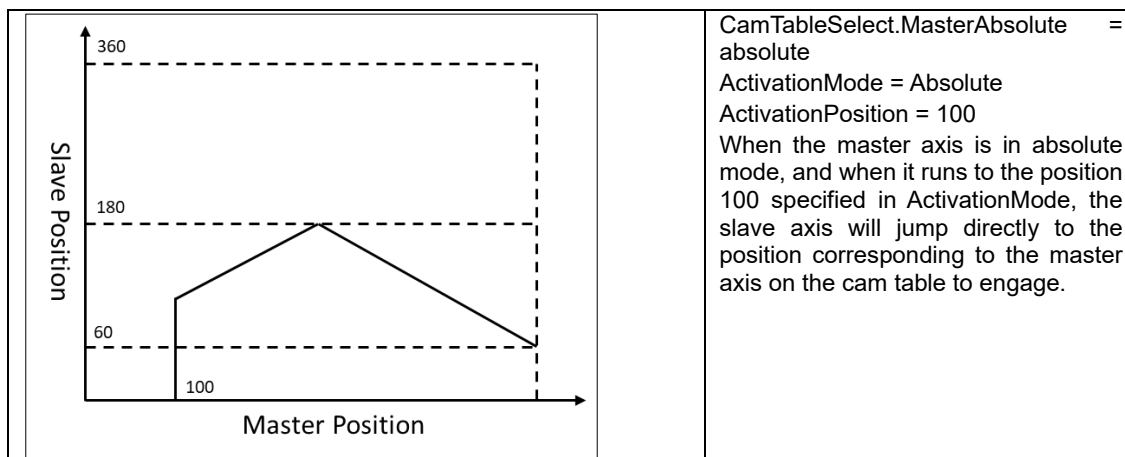 360
180
60
100
Slave Position
Master Position
CamTableSelect.MasterAbsolute =
absolute
ActivationMode = Absolute
ActivationPosition = 100
When the master axis is in absolute
mode, and when it runs to the position
100 specified in ActivationMode, the
slave axis will jump directly to the
position corresponding to the master
axis on the cam table to engage.